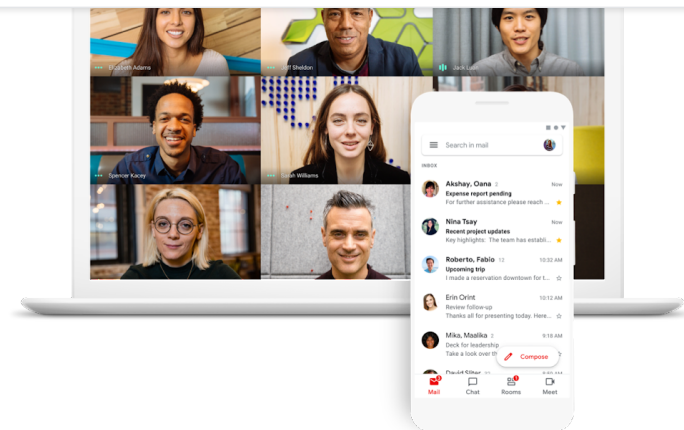 Elizabeth Adams
Jeff Sheldon
Jack Luis
Spencer Kacey
Norah Williams
Search in mail
INBOX
Akshay, Oana 2 Now
Expense report pending
For further assistance please reach ...
Nina Tsay Now
Recent project updates
Key highlights: The team has establi...
Roberto, Fabio 12 10:32 AM
Upcoming trip
I made a reservation downtown for t...
Erin Orint 10:12 AM
Review follow-up
Thanks for presenting today. Here...
Mika, Maalika 2 9:18 AM
Deck for leadership
Take a look over th
Compose
Mail
Chat
Rooms
Meet